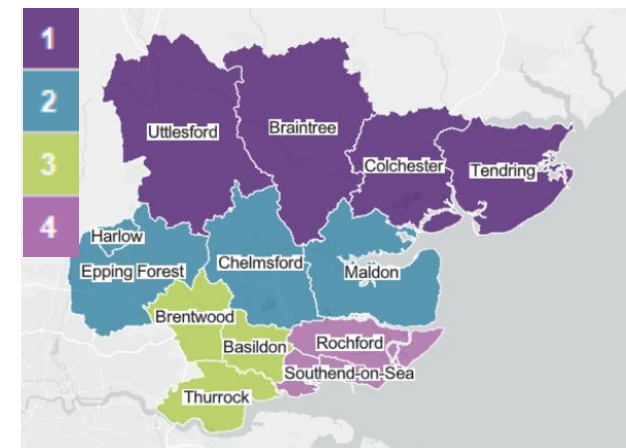 1
2
3
4
Uttlesford
Braintree
Colchester
Tendring
Harlow
Epping Forest
Chelmsford
Maldon
Brentwood
Basildon
Rochford
Southend-on-Sea
Thurrock